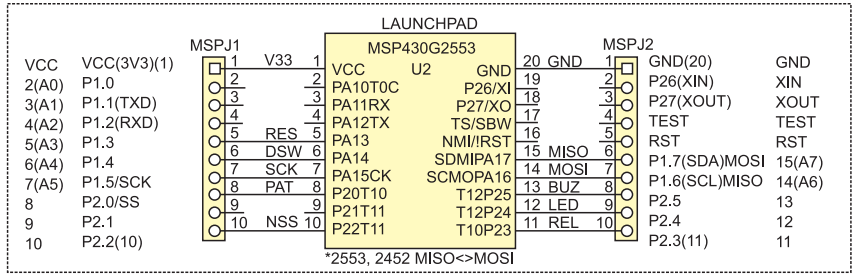 LAUNCHPAD
MSPJ1 MSP430G2553 MSPJ2
VCC VCC(3V3)(1) 1 V33 1 VCC U2 GND 20 GND 1 GND(20) GND
2(A0) P1.0 2 2 PA10T0C P26/XI 19 2 P26(XIN) XIN
3(A1) P1.1(TXD) 3 3 PA11RX P27/XO 18 3 P27(XOUT) XOUT
4(A2) P1.2(RXD) 4 4 PA12TX TS/SBW 17 4 TEST TEST
5(A3) P1.3 5 RES 5 PA13 NMI/!RST 16 5 RST RST
6(A4) P1.4 6 DSW 6 PA14 SDMIPA17 15 MISO 6 P1.7(SDA)MOSI 15(A7)
7(A5) P1.5/SCK 7 SCK 7 PA15CK SCMOPA16 14 MOSI 7 P1.6(SCL)MISO 14(A6)
8 P2.0/SS 8 PAT 8 P20T10 T12P25 13 BUZ 8 P2.5 13
9 P2.1 9 9 P21T11 T12P24 12 LED 9 P2.4 12
10 P2.2(10) 10 NSS 10 P22T11 T10P23 11 REL 10 P2.3(11) 11
*2553, 2452 MISO<>MOSI